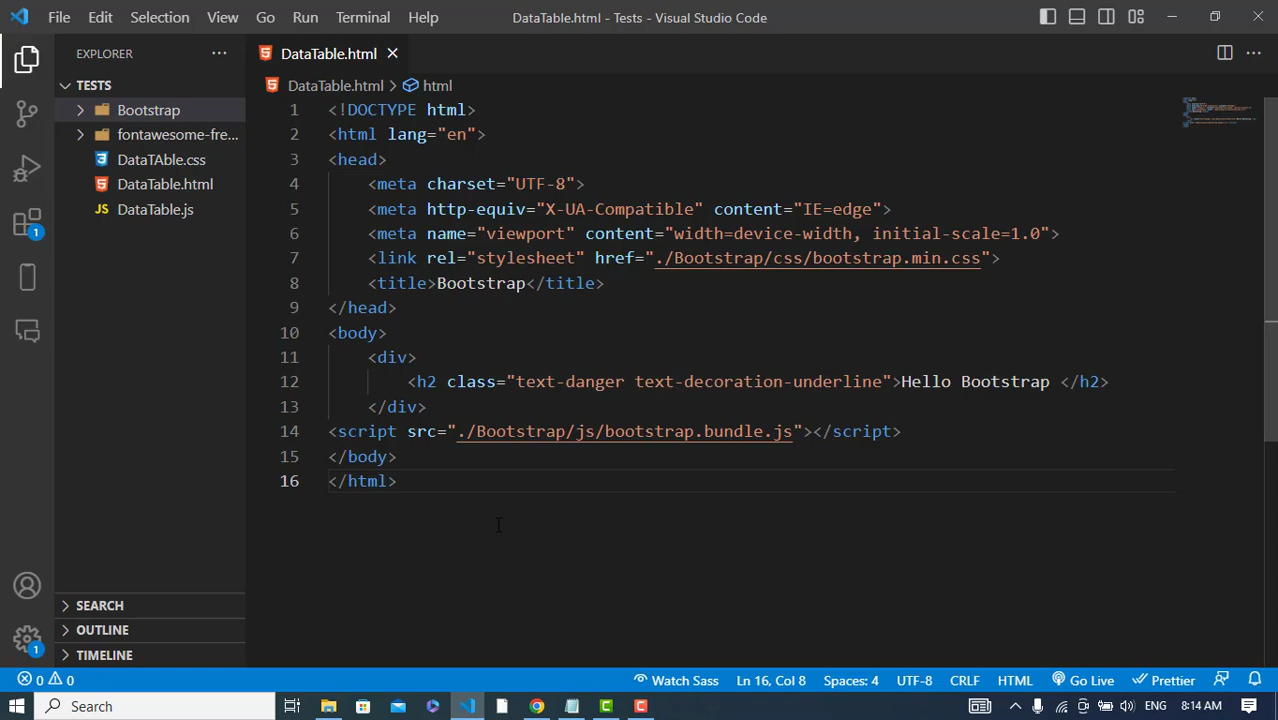 File Edit Selection View Go Run Terminal Help DataTable.html - Tests - Visual Studio Code
EXPLORER
TESTS
Bootstrap
fontawesome-fre...
DataTAble.css
DataTable.html
JS DataTable.js
SEARCH
OUTLINE
TIMELINE
1
1
DataTable.html
DataTable.html > html
1 <!DOCTYPE html>
2 <html lang="en">
3 <head>
4 <meta charset="UTF-8">
5 <meta http-equiv="X-UA-Compatible" content="IE=edge">
6 <meta name="viewport" content="width=device-width, initial-scale=1.0">
7 <link rel="stylesheet" href="./Bootstrap/css/bootstrap.min.css">
8 <title>Bootstrap</title>
9 </head>
10 <body>
11 <div>
12 <h2 class="text-danger text-decoration-underline">Hello Bootstrap </h2>
13 </div>
14 <script src="./Bootstrap/js/bootstrap.bundle.js"></script>
15 </body>
16 </html>
0 0 Watch Sass Ln 16, Col 8 Spaces: 4 UTF-8 CRLF HTML Go Live Prettier
Search ENG 8:14 AM